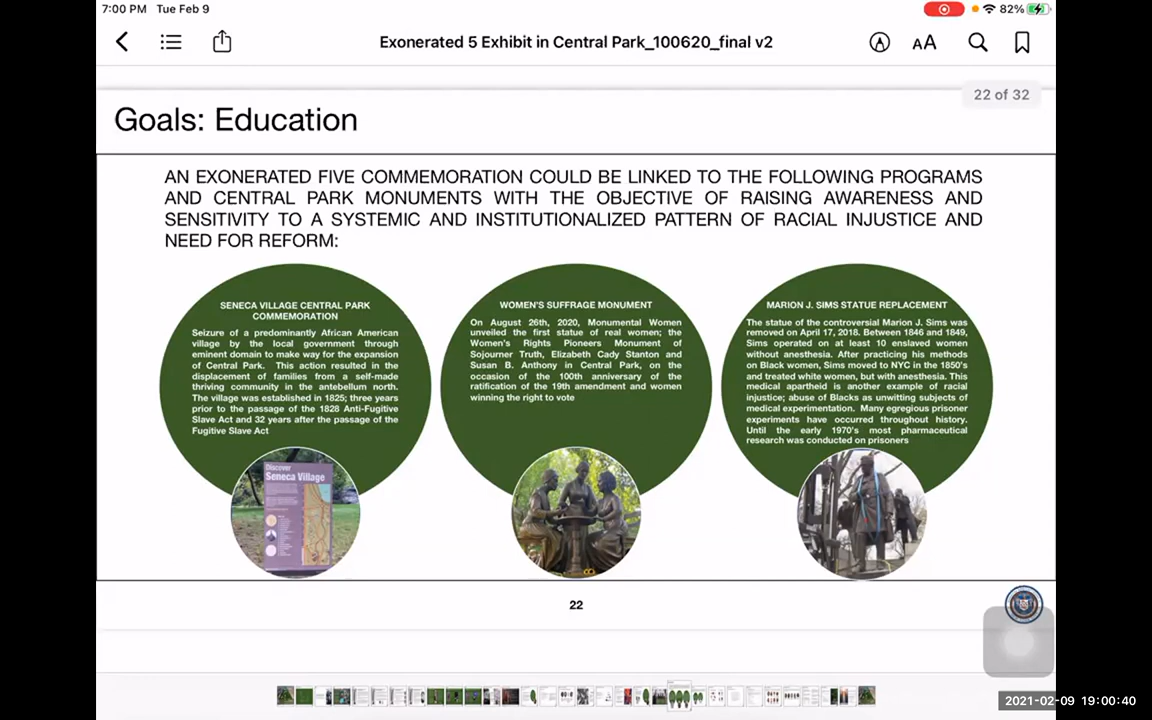 7:00 PM Tue Feb 9
82%
Exonerated 5 Exhibit in Central Park_100620_final v2
AA
22 of 32
Goals: Education
AN EXONERATED FIVE COMMEMORATION COULD BE LINKED TO THE FOLLOWING PROGRAMS
AND CENTRAL PARK MONUMENTS WITH THE OBJECTIVE OF RAISING AWARENESS AND
SENSITIVITY TO A SYSTEMIC AND INSTITUTIONALIZED PATTERN OF RACIAL INJUSTICE AND
NEED FOR REFORM:
SENECA VILLAGE CENTRAL PARK
COMMEMORATION
Seizure of a predominantly African American
village by the local government through
eminent domain to make way for the expansion
of Central Park. This action resulted in the
displacement of families from a self-made
thriving community in the antebellum north.
The village was established in 1825; three years
prior to the passage of the 1828 Anti-Fugitive
Slave Act and 32 years after the passage of the
Fugitive Slave Act
Discover
Seneca Village
WOMEN'S SUFFRAGE MONUMENT
On August 26th, 2020, Monumental Women
unveiled the first statue of real women; the
Women's Rights Pioneers Monument of
Sojourner Truth, Elizabeth Cady Stanton and
Susan B. Anthony in Central Park, on the
occasion of the 100th anniversary of the
ratification of the 19th amendment and women
winning the right to vote
MARION J. SIMS STATUE REPLACEMENT
The statue of the controversial Marion J. Sims was
removed on April 17, 2018. Between 1846 and 1849,
Sims operated on at least 10 enslaved women
without anesthesia. After practicing his methods
on Black women, Sims moved to NYC in the 1850's
and treated white women, but with anesthesia. This
medical apartheid is another example of racial
injustice; abuse of Blacks as unwitting subjects of
medical experimentation. Many egregious prisoner
experiments have occurred throughout history.
Until the early 1970's most pharmaceutical
research was conducted on prisoners
22
2021-02-09 19:00:40